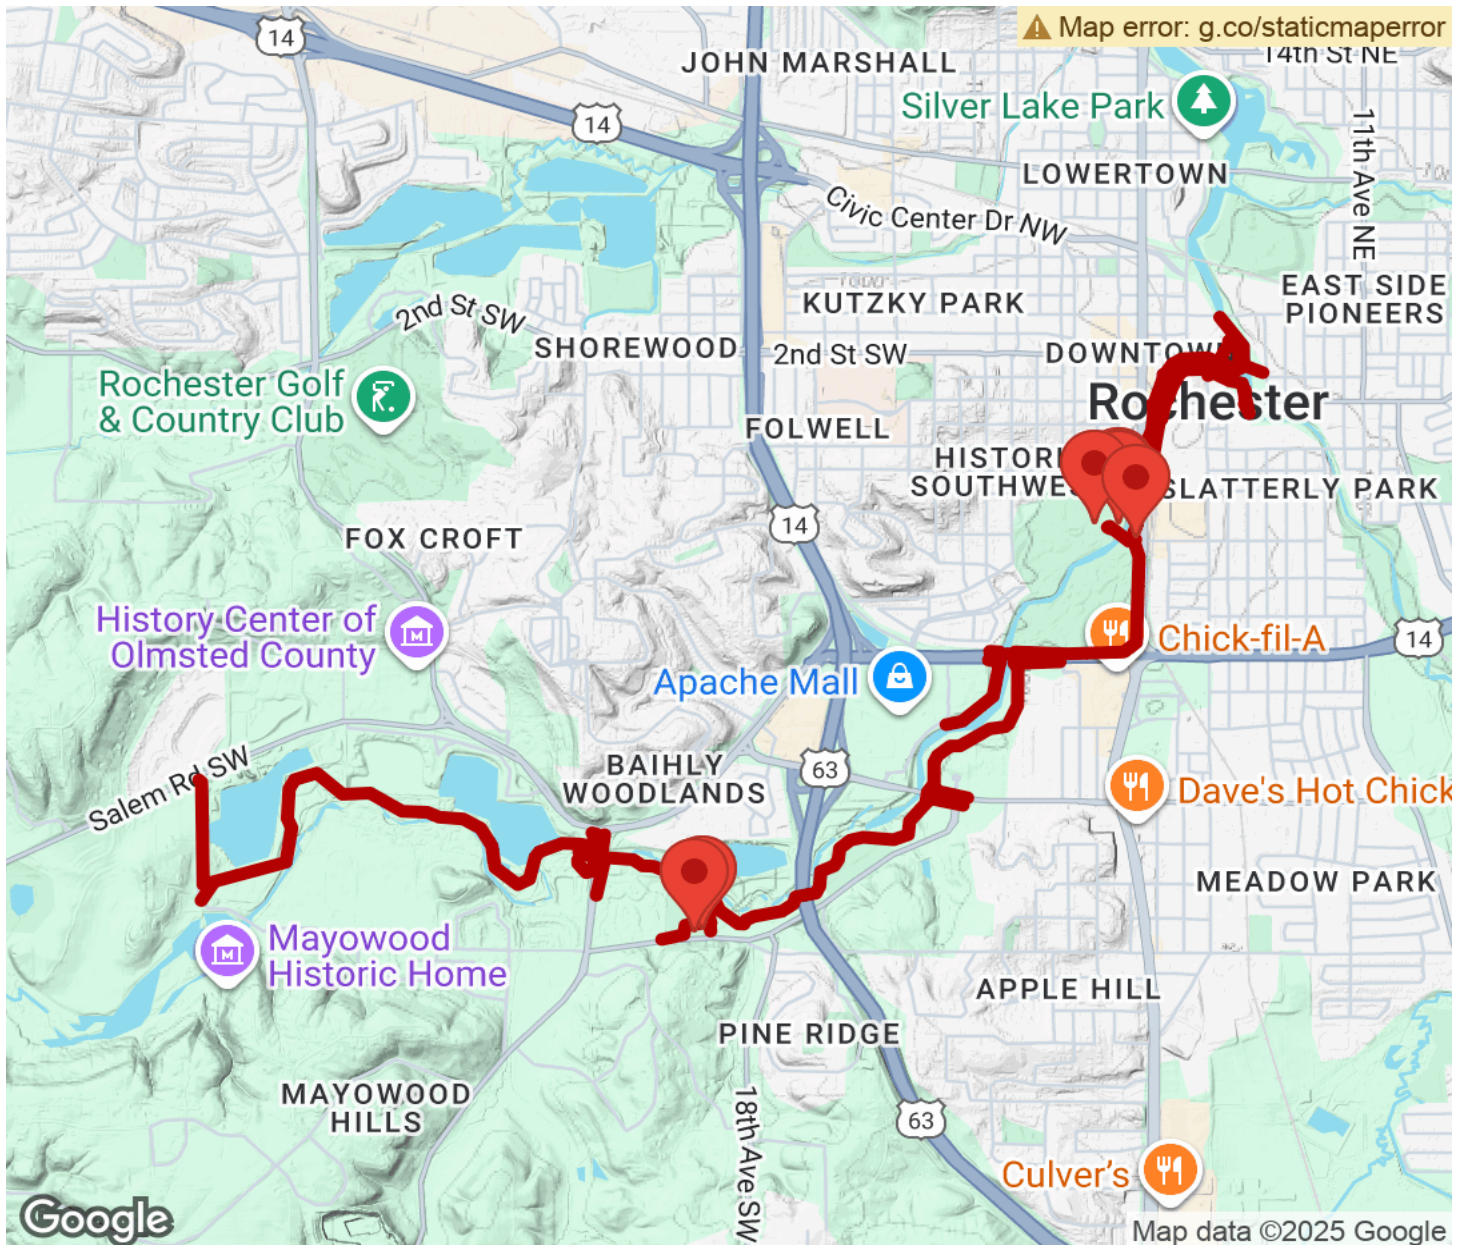 Map error: g.co/staticmaperror
14
14th St NE
JOHN MARSHALL
Silver Lake Park
14
11th Ave NE
LOWERTOWN
Civic Center Dr NW
EAST SIDE
PIONEERS
2nd St SW
KUTZKY PARK
SHOREWOOD
2nd St SW
DOWNTOWN
Rochester Golf
& Country Club
Rochester
FOLWELL
HISTORI
SOUTHWES
SLATTERLY PARK
14
FOX CROFT
History Center of
Olmsted County
Chick-fil-A
14
Apache Mall
BAIHLY
WOODLANDS
63
Salem Rd SW
Dave's Hot Chick
MEADOW PARK
Mayowood
Historic Home
APPLE HILL
PINE RIDGE
MAYOWOOD
HILLS
18th Ave SW
63
Culver's
Google
Map data ©2025 Google